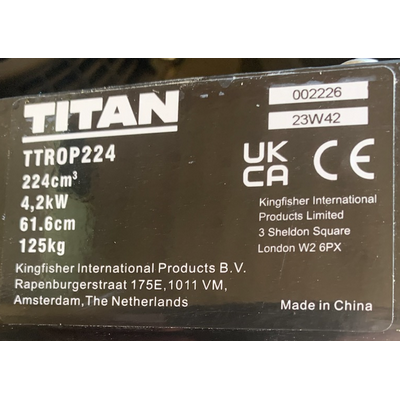 TITAN
TTROP224
224cm³
4,2kW
61.6cm
125kg
Kingfisher International Products B.V.
Rapenburgerstraat 175E,1011 VM,
Amsterdam,The Netherlands
002226
23W42
UK
CA CE
Kingfisher International
Products Limited
3 Sheldon Square
London W2 6PX
Made in China